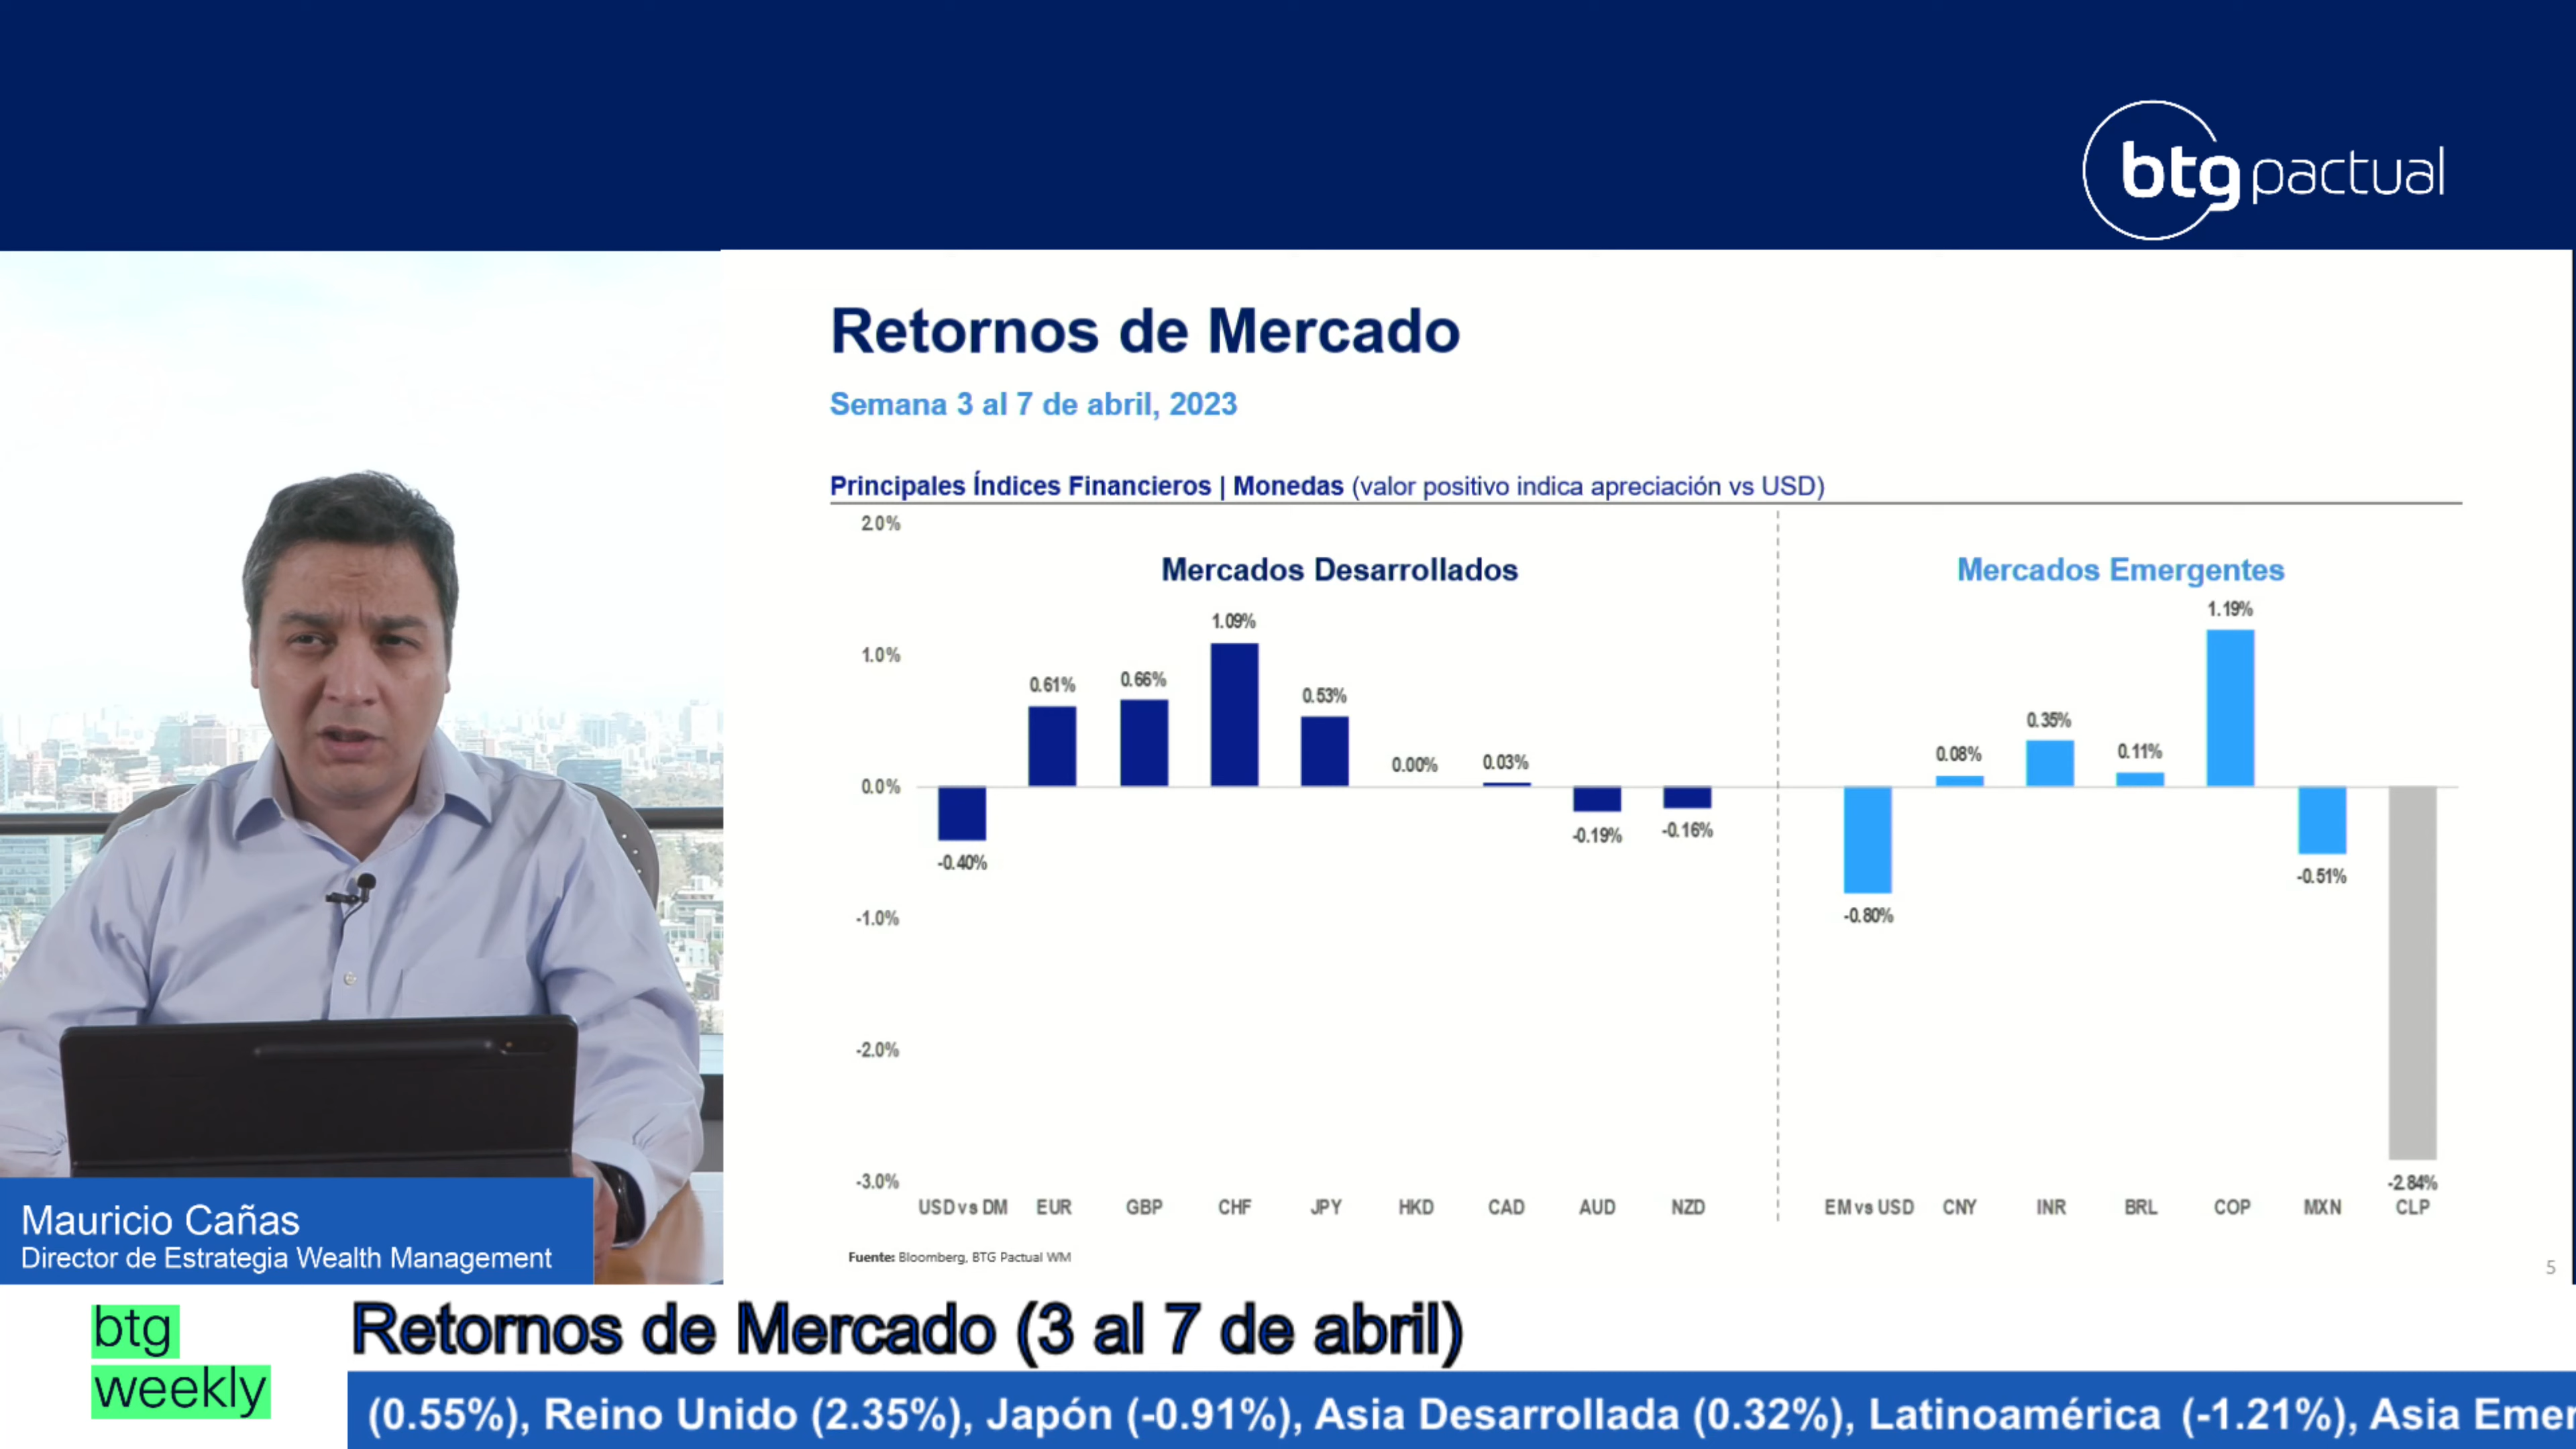 btg pactual
Retornos de Mercado
Semana 3 al 7 de abril, 2023
Principales Índices Financieros | Monedas (valor positivo indica apreciación vs USD)
2.0%
1.0%
0.0%
-1.0%
-2.0%
-3.0%
Mercados Desarrollados
-0.40%
0.61%
0.66%
1.09%
0.53%
0.00%
0.03%
-0.19%
-0.16%
USD vs DM EUR GBP CHF JPY HKD CAD AUD NZD
Mercados Emergentes
-0.80%
0.08%
0.35%
0.11%
1.19%
-0.51%
-2.84%
EM vs USD CNY INR BRL COP MXN CLP
Fuente: Bloomberg, BTG Pactual WM
5
Mauricio Cañas
Director de Estrategia Wealth Management
btg
weekly
Retornos de Mercado (3 al 7 de abril)
(0.55%), Reino Unido (2.35%), Japón (-0.91%), Asia Desarrollada (0.32%), Latinoamérica (-1.21%), Asia Emer